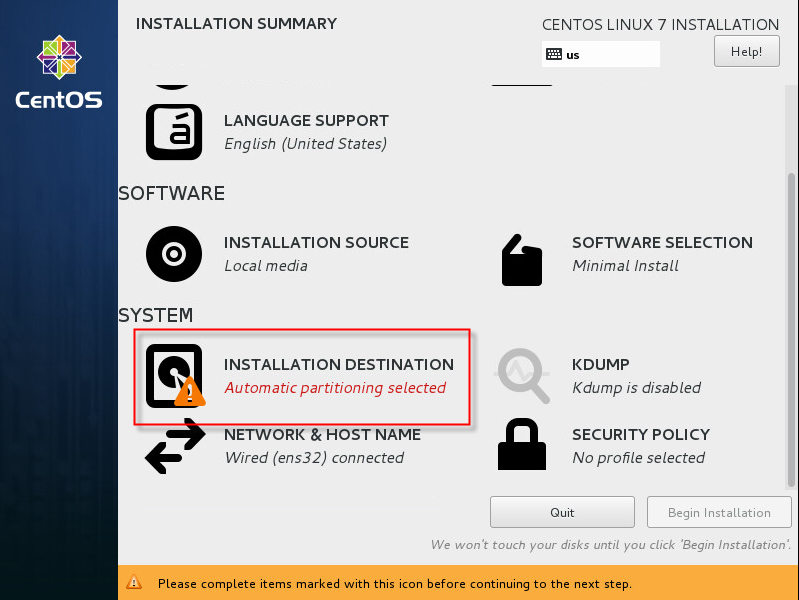 INSTALLATION SUMMARY
CENTOS LINUX 7 INSTALLATION
us
Help!
CentOS
á
LANGUAGE SUPPORT
English (United States)
SOFTWARE
INSTALLATION SOURCE
Local media
SOFTWARE SELECTION
Minimal Install
SYSTEM
INSTALLATION DESTINATION
Automatic partitioning selected
KDUMP
Kdump is disabled
NETWORK & HOST NAME
Wired (ens32) connected
SECURITY POLICY
No profile selected
Quit
Begin Installation
We won't touch your disks until you click 'Begin Installation'.
Please complete items marked with this icon before continuing to the next step.